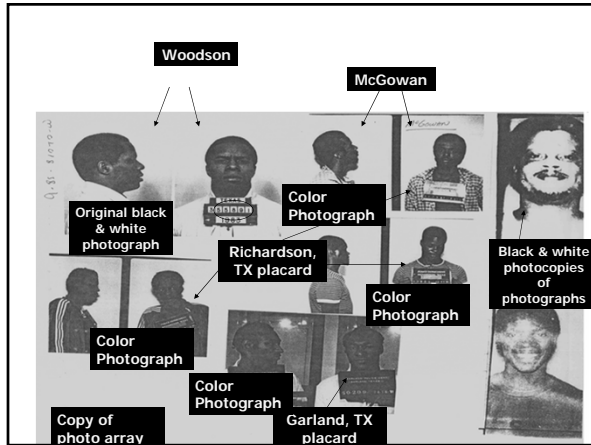 Woodson
McGowan
McGowan
Color
Photograph
Original black
& white
photograph
Richardson,
TX placard
Black & white
photocopies
of
photographs
Color
Photograph
Color
Photograph
Color
Photograph
Copy of
photo array
Garland, TX
placard